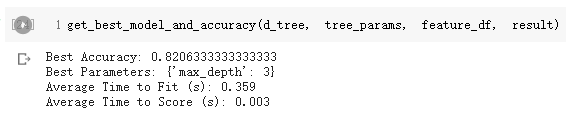 1 get_best_model_and_accuracy(d_tree, tree_params, feature_df, result)
Best Accuracy: 0.8206333333333333
Best Parameters: {'max_depth': 3}
Average Time to Fit (s): 0.359
Average Time to Score (s): 0.003